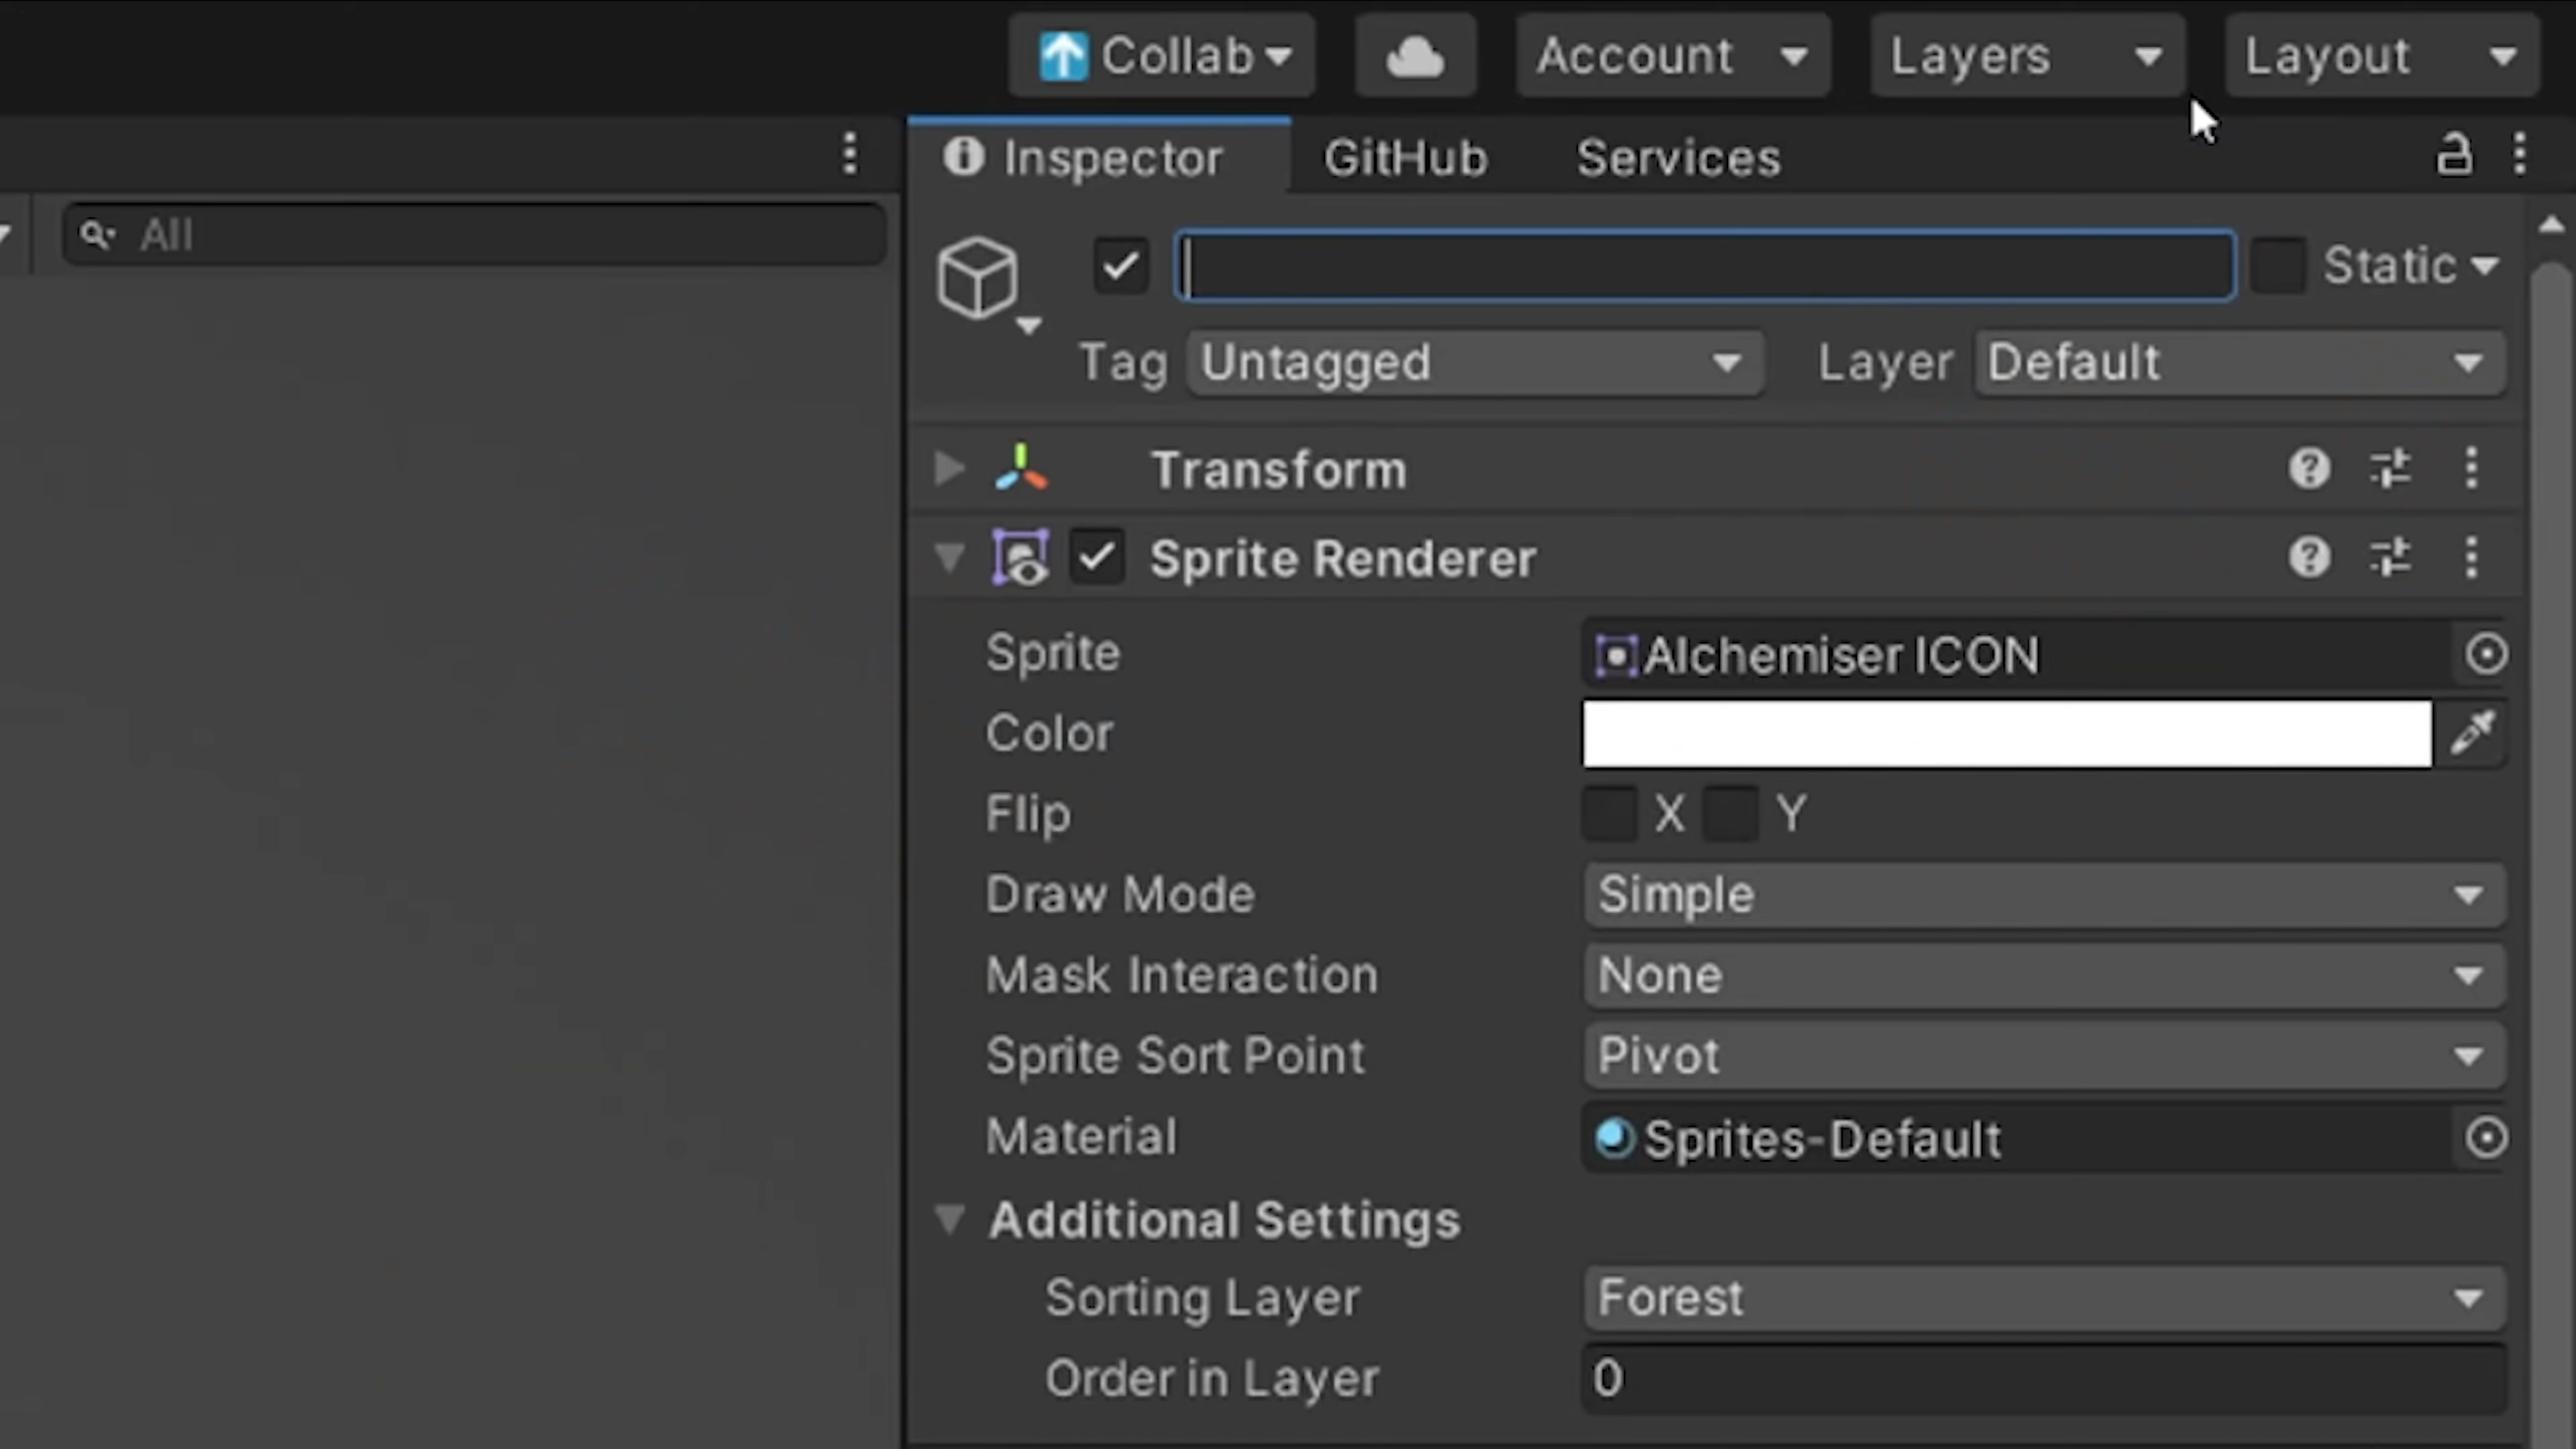 Collab Account Layers Layout
Inspector GitHub Services
All
Static
Tag Untagged Layer Default
Transform
Sprite Renderer
Sprite Alchemiser ICON
Color
Flip X Y
Draw Mode Simple
Mask Interaction None
Sprite Sort Point Pivot
Material Sprites-Default
Additional Settings
Sorting Layer Forest
Order in Layer 0